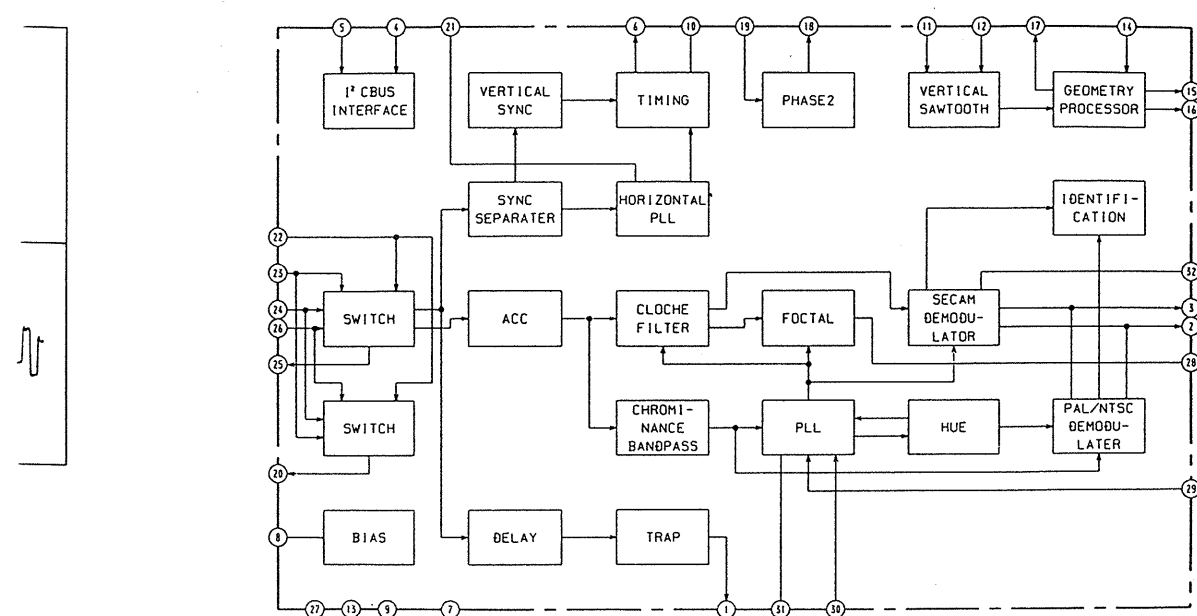 5 4 21 6 10 19 18 11 12 17 14
I² CBUS
INTERFACE
VERTICAL
SYNC
TIMING
PHASE2
VERTICAL
SAWTOOTH
GEOMETRY
PROCESSOR
15
16
SYNC
SEPARATER
HORIZONTAL
PLL
IDENTIFI-
CATION
22
23
24
26
25
20
8
SWITCH
ACC
CLOCHE
FILTER
FOCTAL
SECAM
DEMODU-
LATOR
32
3
2
28
SWITCH
CHROMI-
NANCE
BANDPASS
PLL
HUE
PAL/NTSC
DEMODU-
LATER
29
BIAS
DELAY
TRAP
27 13 9 7 1 31 30